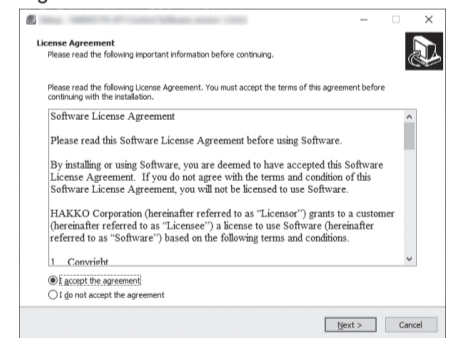 License Agreement
Please read the following important information before continuing.
Please read the following License Agreement. You must accept the terms of this agreement before
continuing with the installation.
Software License Agreement
Please read this Software License Agreement before using Software.
By installing or using Software, you are deemed to have accepted this Software
License Agreement. If you do not agree with the terms and condition of this
Software License Agreement, you will not be licensed to use Software.
HAKKO Corporation (hereinafter referred to as “Licensor”) grants to a customer
(hereinafter referred to as “Licensee”) a license to use Software (hereinafter
referred to as “Software”) based on the following terms and conditions.
1 Copyright
I accept the agreement
I do not accept the agreement
Next > Cancel